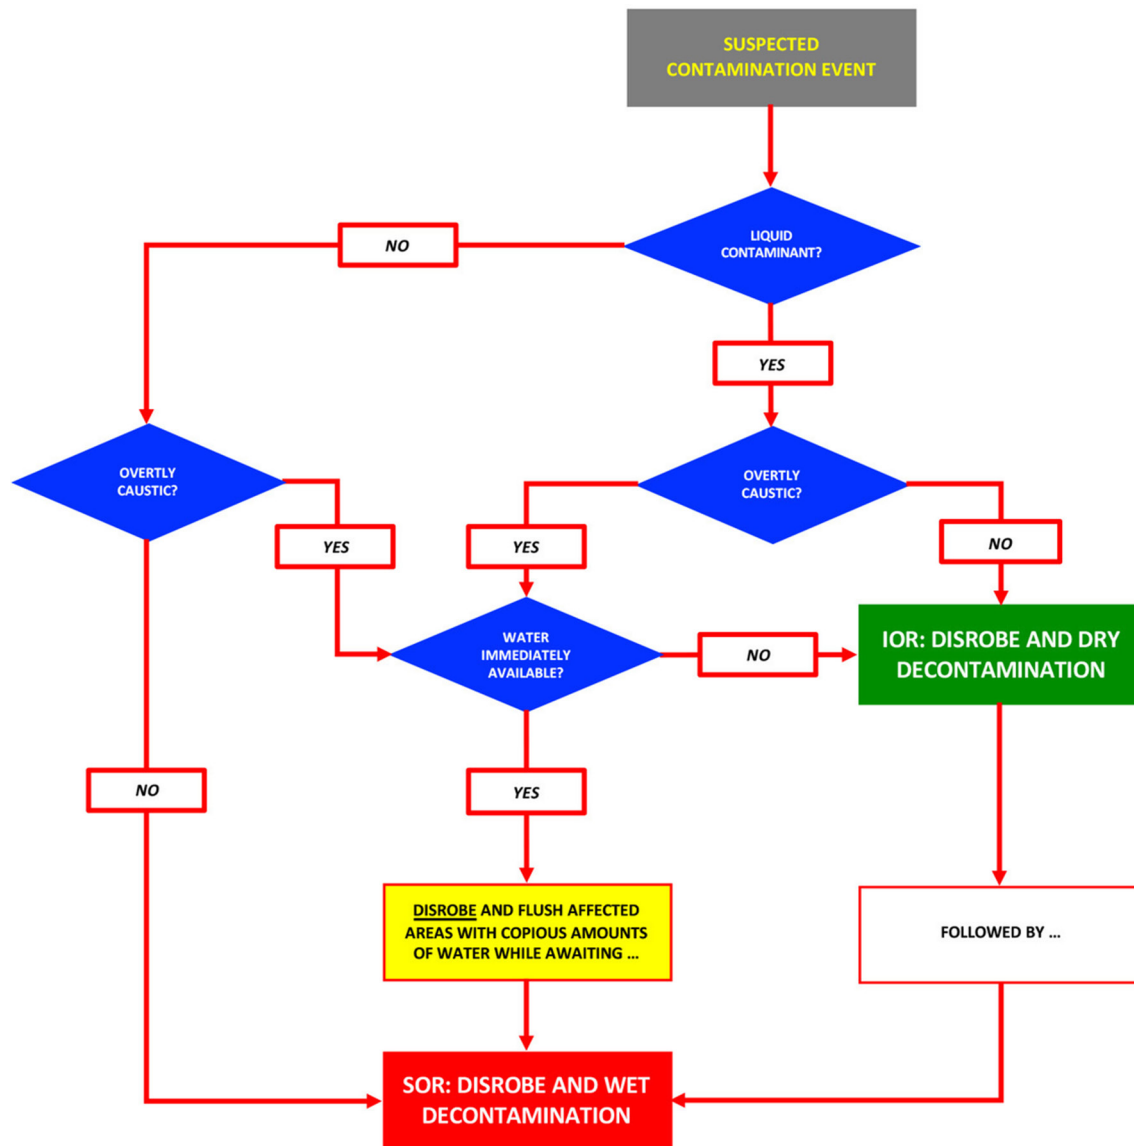 SUSPECTED
CONTAMINATION EVENT
LIQUID
CONTAMINANT?
NO
YES
OVERTLY
CAUSTIC?
OVERTLY
CAUSTIC?
YES
YES
NO
WATER
IMMEDIATELY
AVAILABLE?
NO
IOR: DISROBE AND DRY
DECONTAMINATION
NO
YES
DISROBE AND FLUSH AFFECTED
AREAS WITH COPIOUS AMOUNTS
OF WATER WHILE AWAITING ...
FOLLOWED BY ...
SOR: DISROBE AND WET
DECONTAMINATION